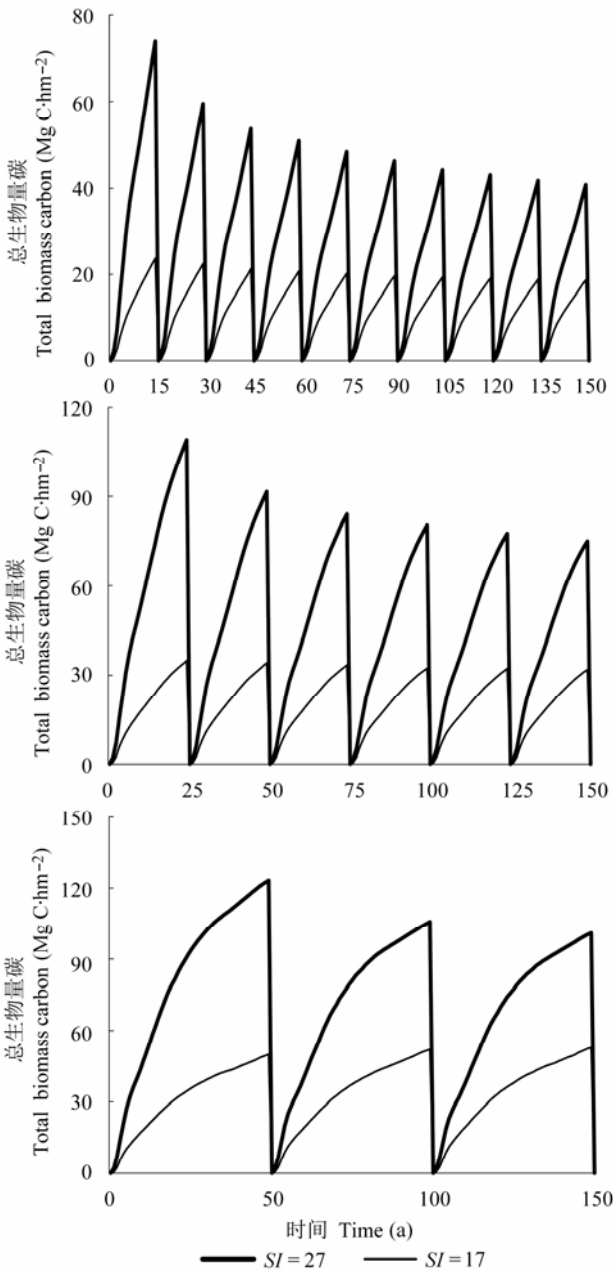 80
60
40
20
0
总生物量碳
Total biomass carbon (Mg C·hm⁻²)
0 15 30 45 60 75 90 105 120 135 150
120
90
60
30
0
总生物量碳
Total biomass carbon (Mg C·hm⁻²)
0 25 50 75 100 125 150
150
120
90
60
30
0
总生物量碳
Total biomass carbon (Mg C·hm⁻²)
0 50 100 150
时间 Time (a)
SI = 27 SI = 17